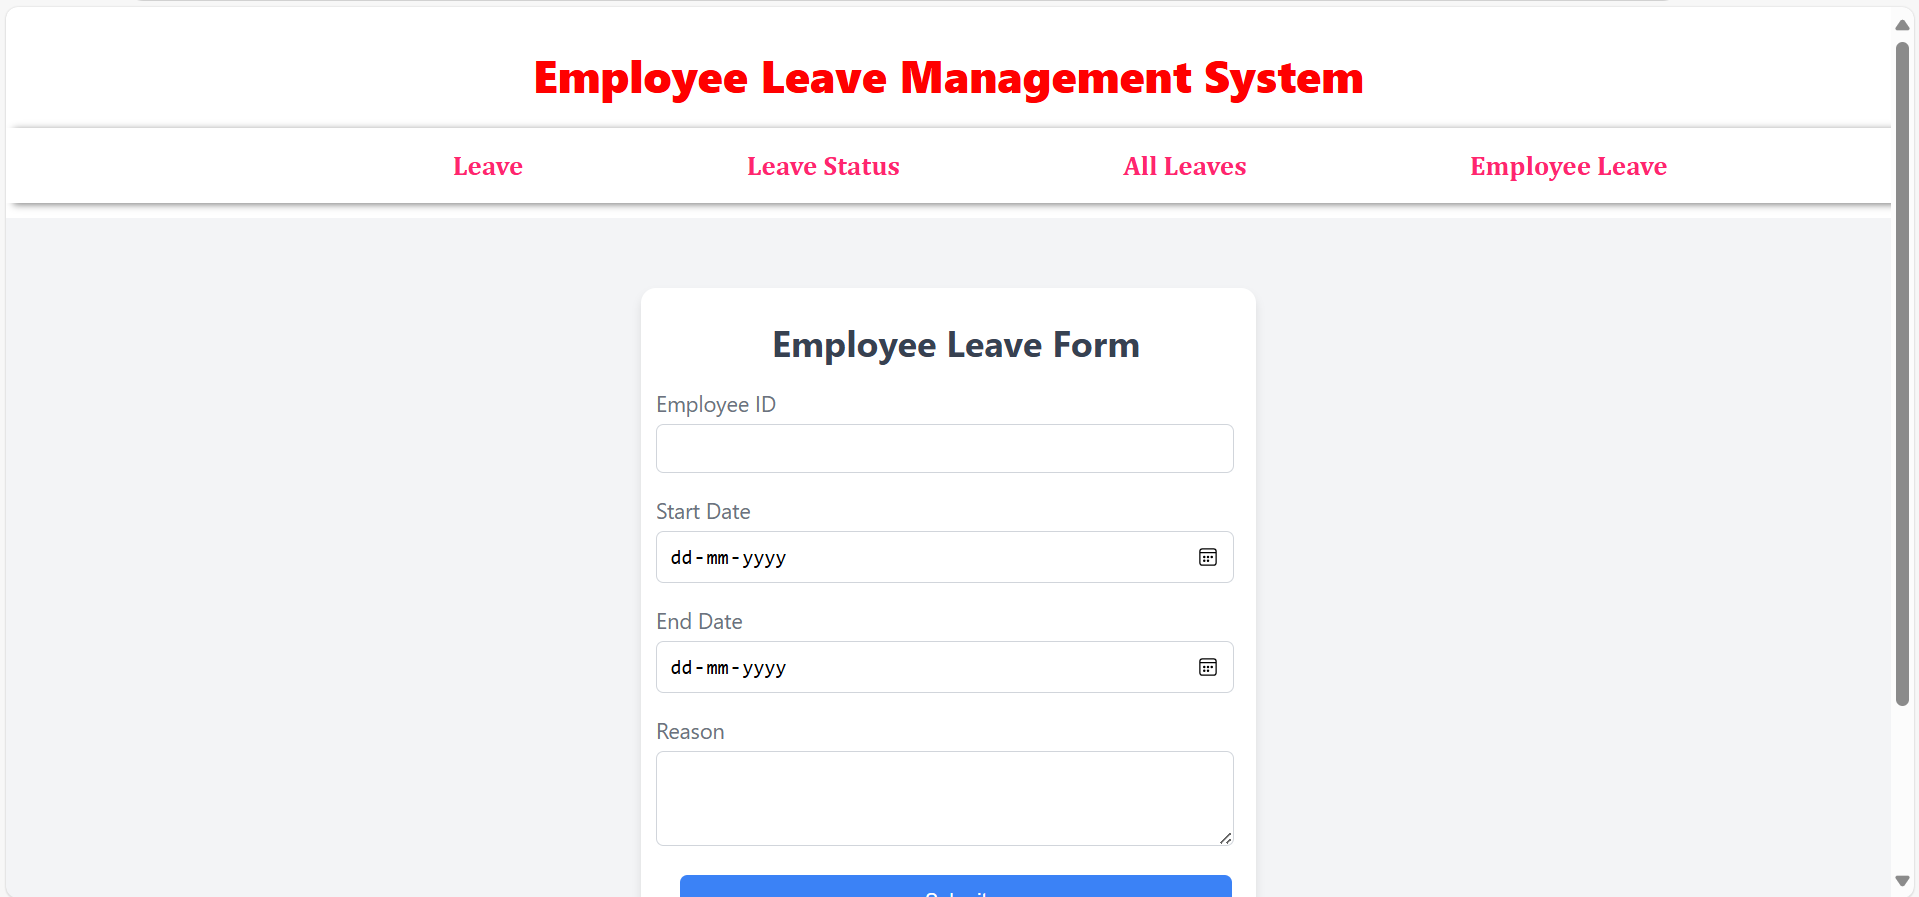 Employee Leave Management System
Leave Leave Status All Leaves Employee Leave
Employee Leave Form
Employee ID
Start Date
dd-mm-yyyy
End Date
dd-mm-yyyy
Reason